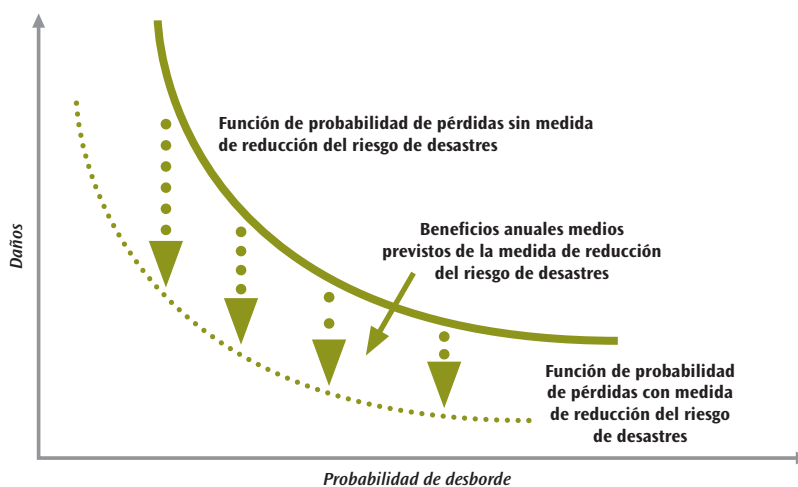 Función de probabilidad de pérdidas sin medida
de reducción del riesgo de desastres
Beneficios anuales medios
previstos de la medida de reducción
del riesgo de desastres
Daños
Función de probabilidad
de pérdidas con medida
de reducción del riesgo
de desastres
Probabilidad de desborde